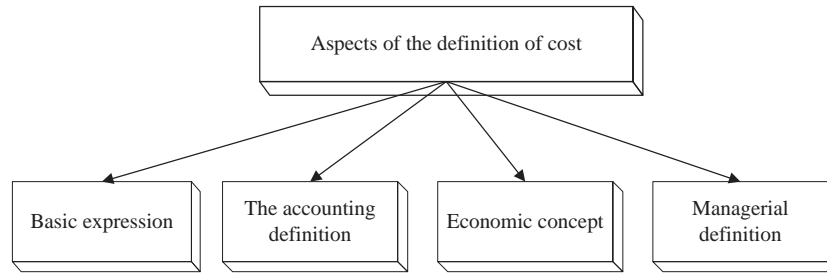 Aspects of the definition of cost
Basic expression
The accounting
definition
Economic concept
Managerial
definition